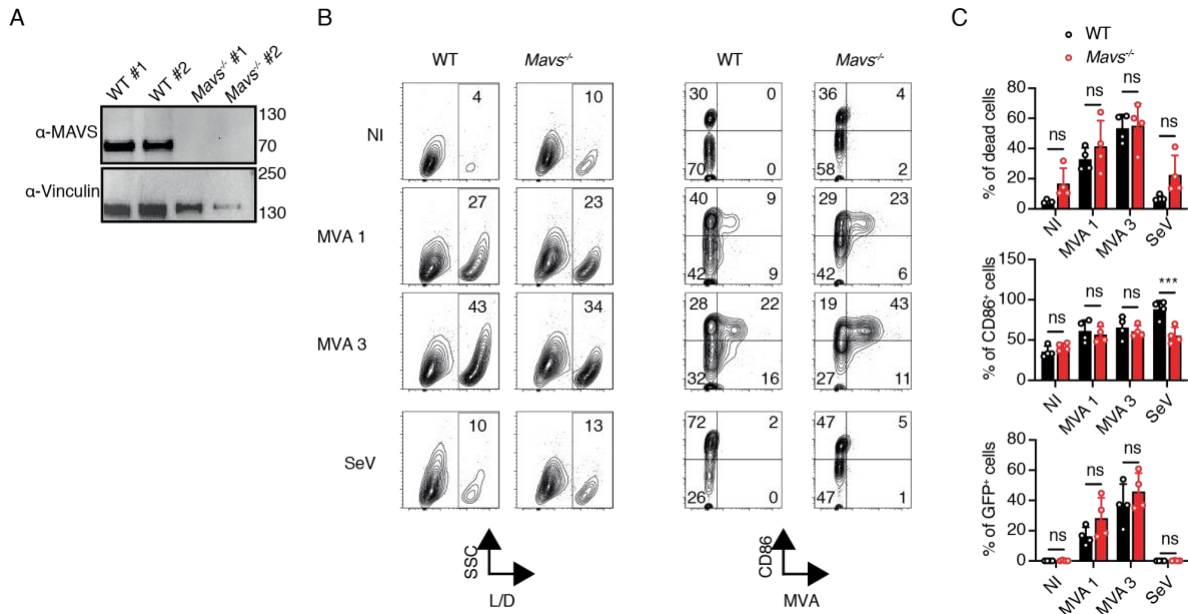 A
WT #1
WT #2
Mavs-/- #1
Mavs-/- #2
α-MAVS
130
70
α-Vinculin
250
130
B
WT
Mavs-/-
WT
Mavs-/-
NI
4
10
30 0
70 0
36 4
58 2
MVA 1
27
23
40 9
42 9
29 23
42 6
MVA 3
43
34
28 22
32 16
19 43
27 11
SeV
10
13
72 2
26 0
47 5
47 1
SSC
L/D
CD86
MVA
C
WT
Mavs-/-
% of dead cells
80
60
40
20
0
ns
ns
ns
ns
NI
MVA 1
MVA 3
SeV
% of CD86+ cells
150
100
50
0
ns
ns
ns
***
NI
MVA 1
MVA 3
SeV
% of GFP+ cells
80
60
40
20
0
ns
ns
ns
ns
NI
MVA 1
MVA 3
SeV